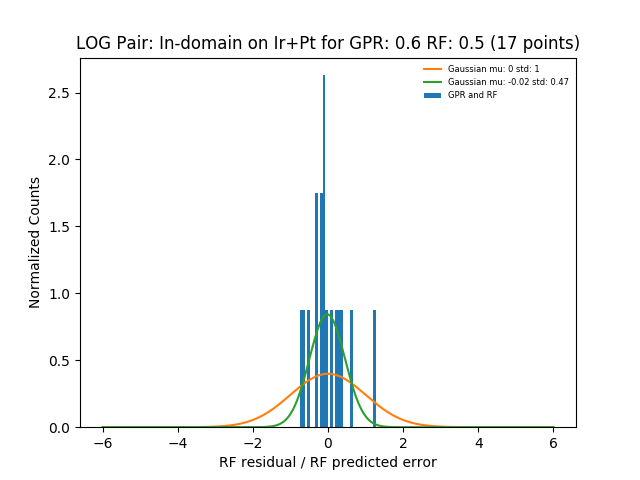 LOG Pair: In-domain on Ir+Pt for GPR: 0.6 RF: 0.5 (17 points)
Gaussian mu: 0 std: 1
Gaussian mu: -0.02 std: 0.47
GPR and RF
Normalized Counts
2.5
2.0
1.5
1.0
0.5
0.0
−6 −4 −2 0 2 4 6
RF residual / RF predicted error